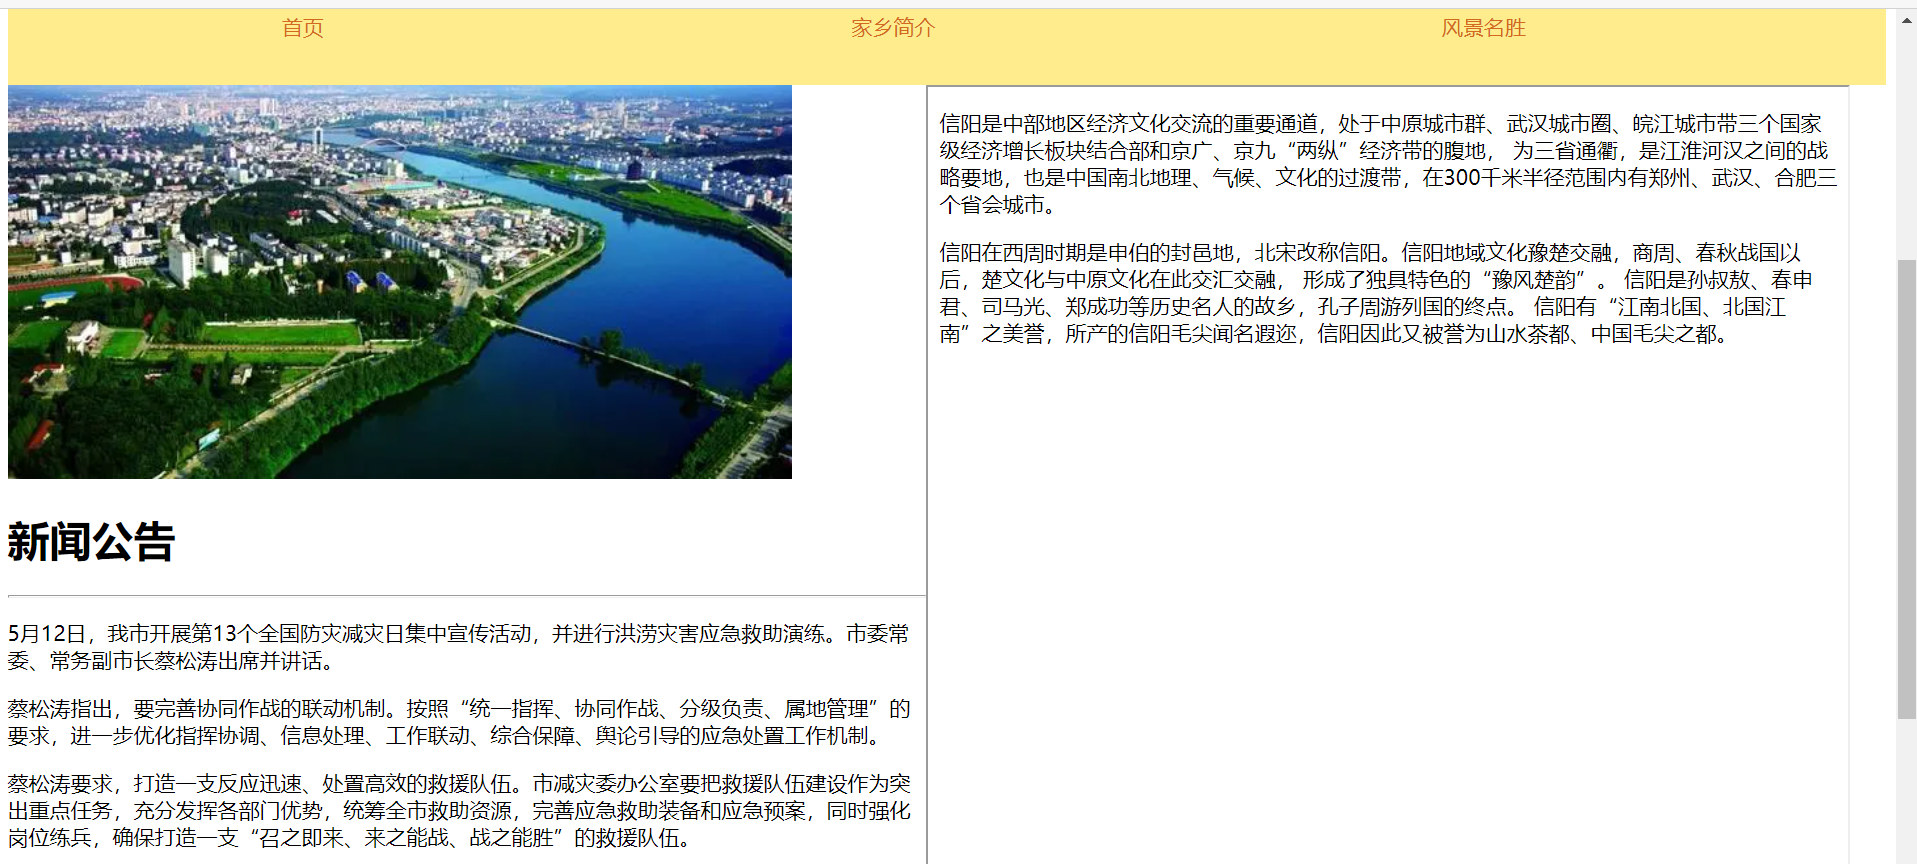 首页 家乡简介 风景名胜
信阳是中部地区经济文化交流的重要通道，处于中原城市群、武汉城市圈、皖江城市带三个国家
级经济增长板块结合部和京广、京九“两纵”经济带的腹地， 为三省通衢，是江淮河汉之间的战
略要地，也是中国南北地理、气候、文化的过渡带，在300千米半径范围内有郑州、武汉、合肥三
个省会城市。
信阳在西周时期是申伯的封邑地，北宋改称信阳。信阳地域文化豫楚交融，商周、春秋战国以
后，楚文化与中原文化在此交汇交融， 形成了独具特色的“豫风楚韵”。 信阳是孙叔敖、春申
君、司马光、郑成功等历史名人的故乡，孔子周游列国的终点。 信阳有“江南北国、北国江
南”之美誉，所产的信阳毛尖闻名遐迩，信阳因此又被誉为山水茶都、中国毛尖之都。
新闻公告
5月12日，我市开展第13个全国防灾减灾日集中宣传活动，并进行洪涝灾害应急救助演练。市委常
委、常务副市长蔡松涛出席并讲话。
蔡松涛指出，要完善协同作战的联动机制。按照“统一指挥、协同作战、分级负责、属地管理”的
要求，进一步优化指挥协调、信息处理、工作联动、综合保障、舆论引导的应急处置工作机制。
蔡松涛要求，打造一支反应迅速、处置高效的救援队伍。市减灾委办公室要把救援队伍建设作为突
出重点任务，充分发挥各部门优势，统筹全市救助资源，完善应急救助装备和应急预案，同时强化
岗位练兵，确保打造一支“召之即来、来之能战、战之能胜”的救援队伍。